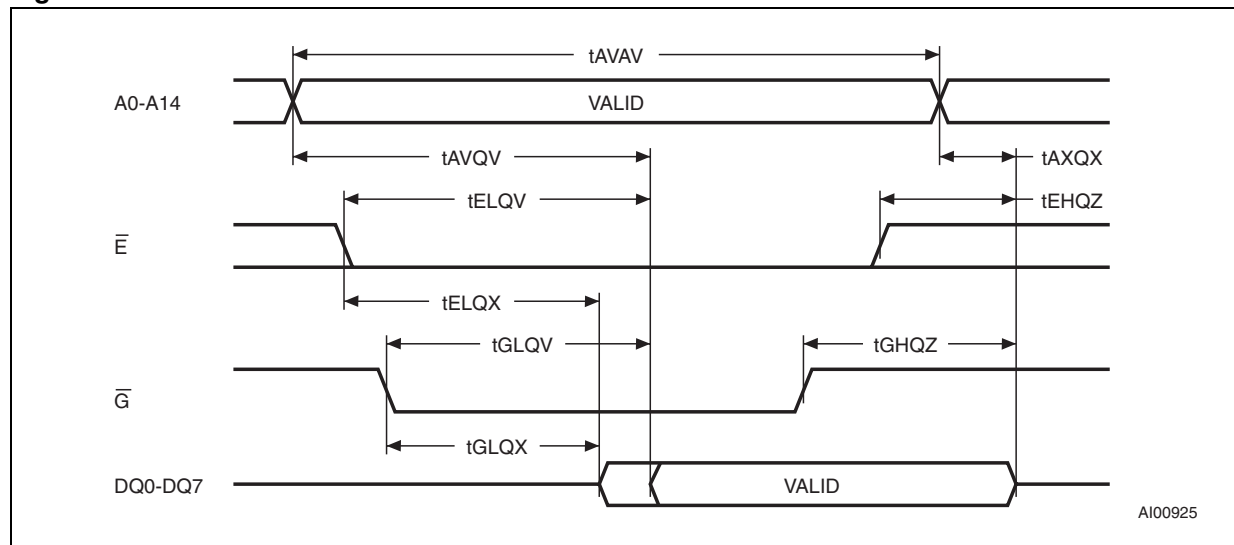 tAVAV
A0-A14
VALID
tAVQV
tAXQX
tELQV
tEHQZ
E̅
tELQX
tGLQV
tGHQZ
G̅
tGLQX
DQ0-DQ7
VALID
AI00925